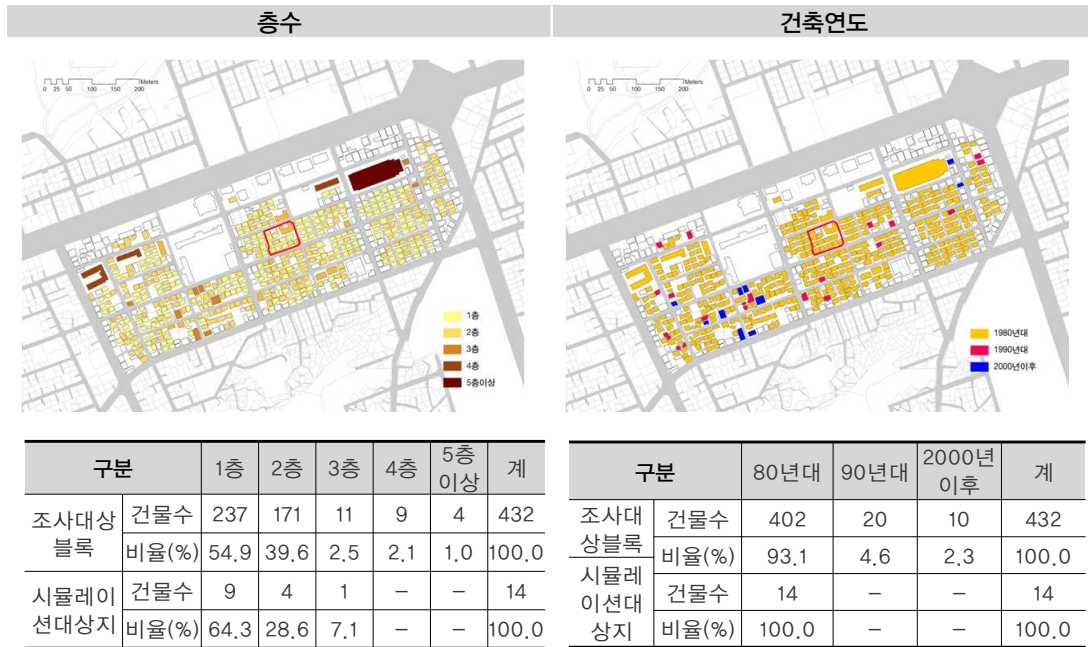 층수
건축연도
Meters
0 25 50 100 150 200
1층
2층
3층
4층
5층이상
Meters
0 25 50 100 150 200
1980년대
1990년대
2000년이후
구분 1층 2층 3층 4층 5층 이상 계
조사대상 블록 건물수 237 171 11 9 4 432
비율(%) 54.9 39.6 2.5 2.1 1.0 100.0
시뮬레이션대상지 건물수 9 4 1 – – 14
비율(%) 64.3 28.6 7.1 – – 100.0
구분 80년대 90년대 2000년 이후 계
조사대상블록 건물수 402 20 10 432
비율(%) 93.1 4.6 2.3 100.0
시뮬레이션대상지 건물수 14 – – 14
비율(%) 100.0 – – 100.0